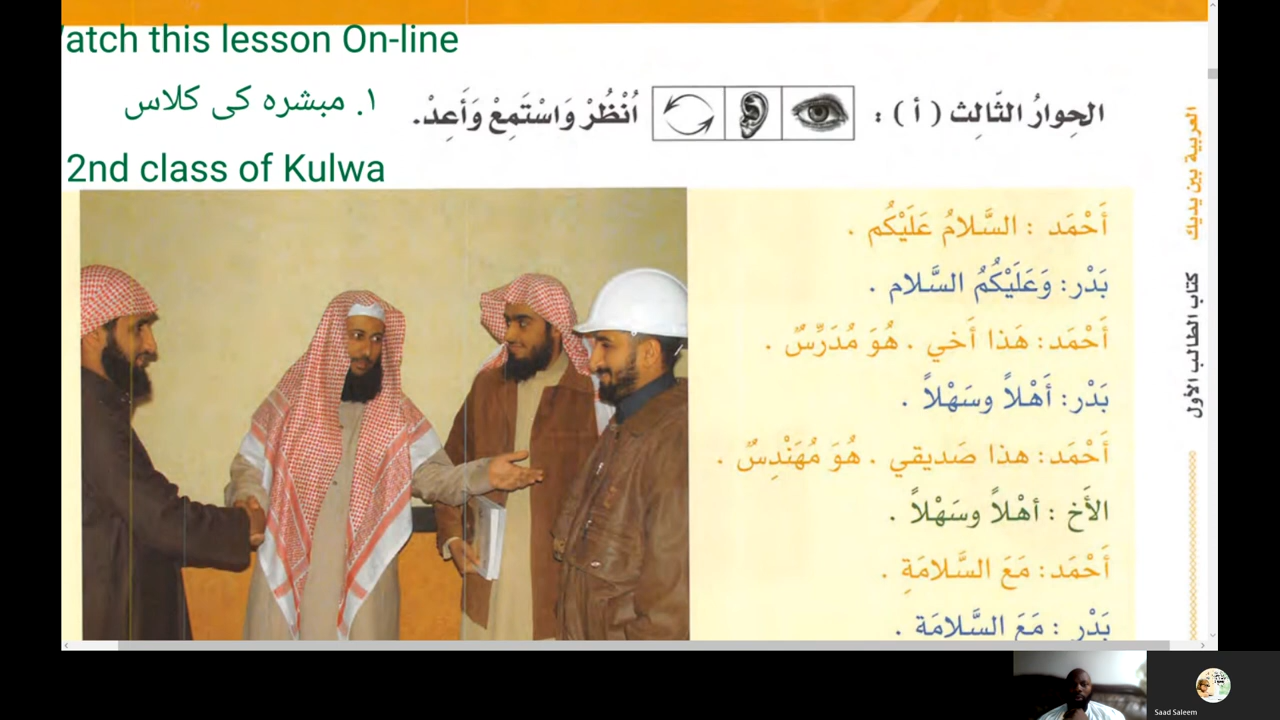 atch this lesson On-line
١. مبشرہ کی کلاس
2nd class of Kulwa
الحِوارُ الثّالِث ( أ ) : اُنْظُرْ وَاسْتَمِعْ وَأَعِدْ.
أَحْمَد : السَّلامُ عَلَيْكُم .
بَدْر: وَعَلَيْكُمُ السَّلام .
أَحْمَد: هَذا أَخي . هُوَ مُدَرِّسٌ .
بَدْر: أَهْلاً وسَهْلاً .
أَحْمَد: هذا صَديقي . هُوَ مُهَنْدِسٌ .
الأَخ : أهْلاً وسَهْلاً .
أَحْمَد: مَعَ السَّلامَةِ .
بَدْر : مَعَ السَّلامَة .
العربية بين يديك
كتاب الطالب الأول
Saad Saleem